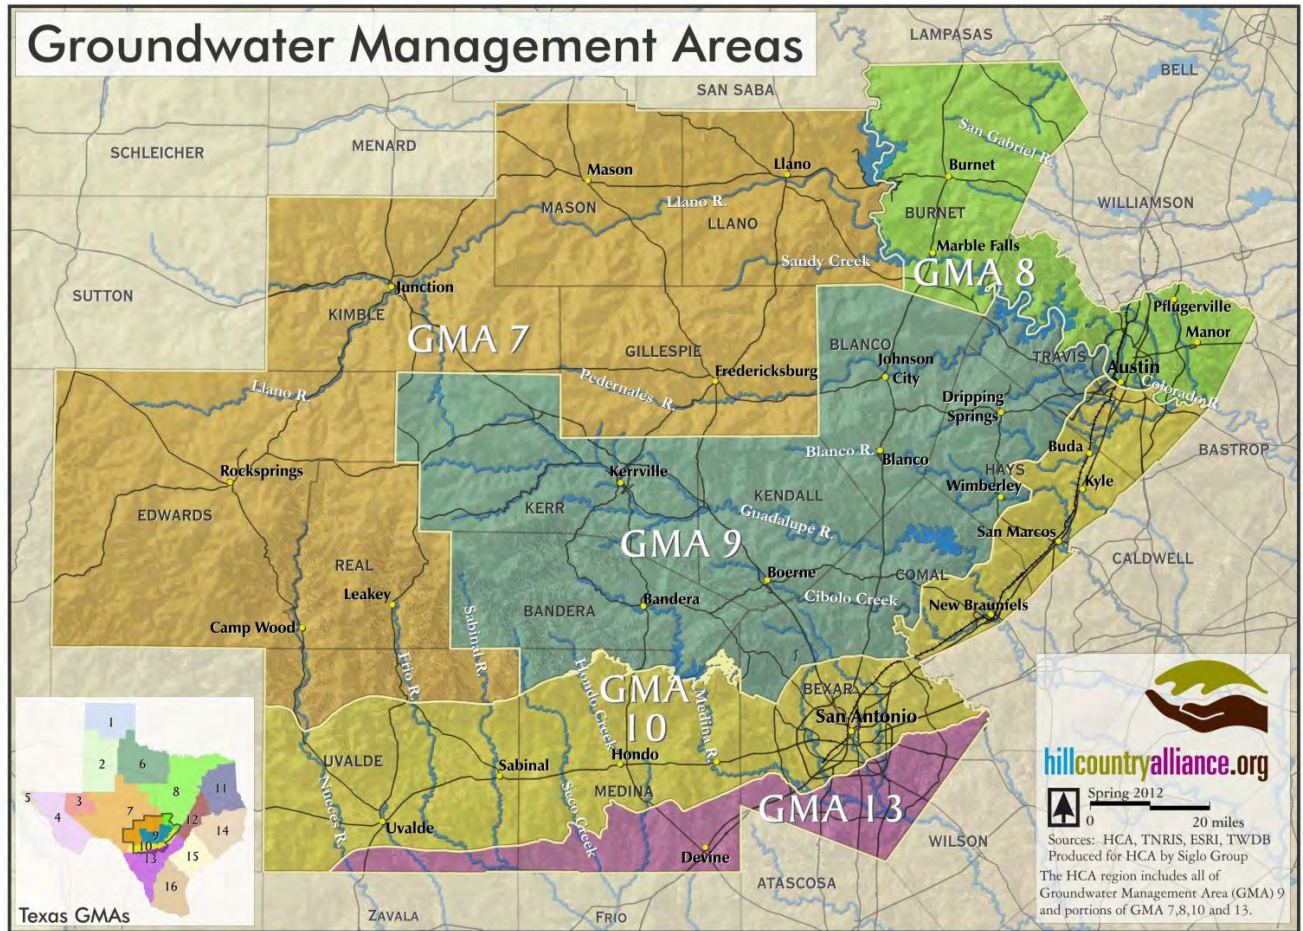 Groundwater Management Areas
LAMPASAS
BELL
SAN SABA
MENARD
SCHLEICHER
San Gabriel R.
Mason
Llano
Burnet
Llano R.
WILLIAMSON
MASON
BURNET
LLANO
Marble Falls
Sandy Creek
GMA 8
Junction
SUTTON
Pflugerville
KIMBLE
Manor
GMA 7
GILLESPIE
BLANCO
Johnson
City
TRAVIS
Fredericksburg
Austin
Pedernales R.
Llano R.
Colorado R.
Dripping
Springs
Buda
BASTROP
Blanco R.
Blanco
Rocksprings
Kerrville
HAYS
Wimberley
Kyle
KENDALL
KERR
EDWARDS
Guadalupe R.
San Marcos
GMA 9
CALDWELL
REAL
Boerne
COMAL
Leakey
Bandera
Cibolo Creek
New Braunfels
BANDERA
Camp Wood
Sabinal R.
Frio R.
Hondo Creek
GMA
10
Medina R.
BEXAR
San Antonio
UVALDE
Sabinal
Hondo
MEDINA
Nueces R.
Seco Creek
GMA 13
Uvalde
Devine
WILSON
ATASCOSA
ZAVALA
FRIO
1
2
6
5
3
8
11
4
7
9
12
10
14
13
15
16
Texas GMAs
hillcountryalliance.org
Spring 2012
0
20 miles
Sources: HCA, TNRIS, ESRI, TWDB
Produced for HCA by Siglo Group
The HCA region includes all of
Groundwater Management Area (GMA) 9
and portions of GMA 7,8,10 and 13.